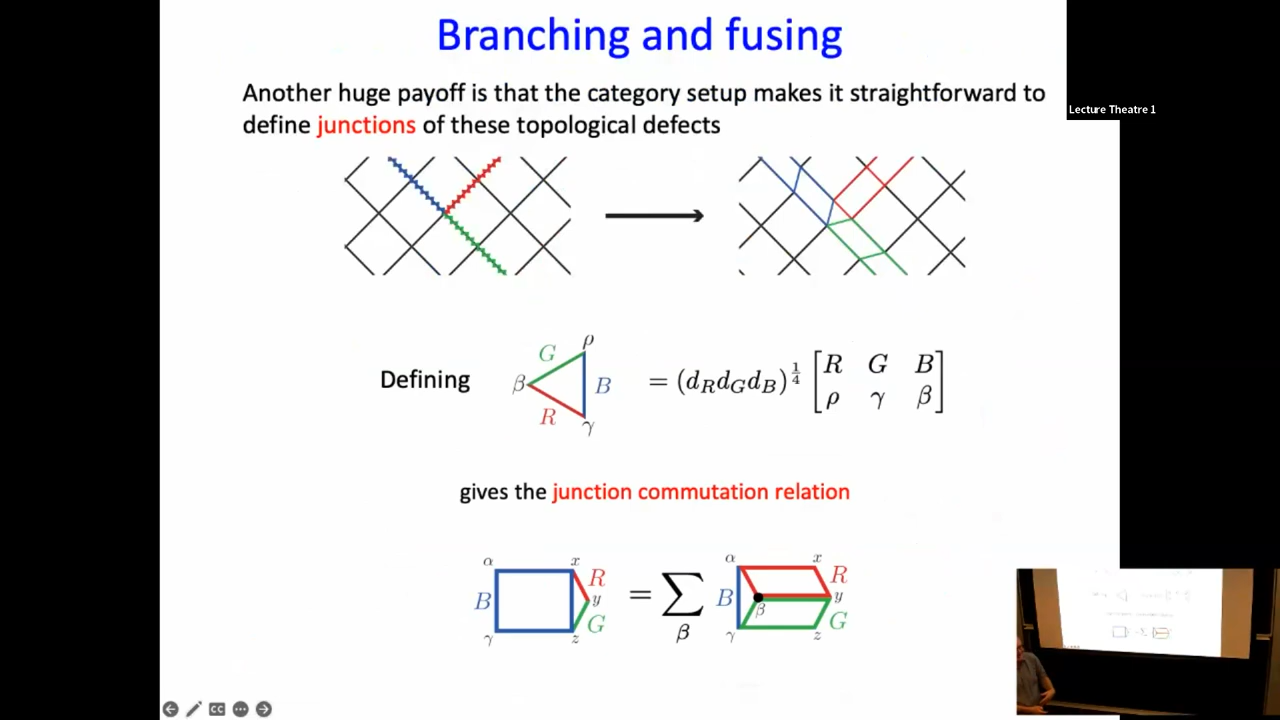 Branching and fusing
Another huge payoff is that the category setup makes it straightforward to
define junctions of these topological defects
Lecture Theatre 1
Defining
G ρ β B R γ
= (d_R d_G d_B)^{1/4} [R G B
ρ γ β]
gives the junction commutation relation
α x B R y G γ z
= ∑_β
α x B R y β G γ z